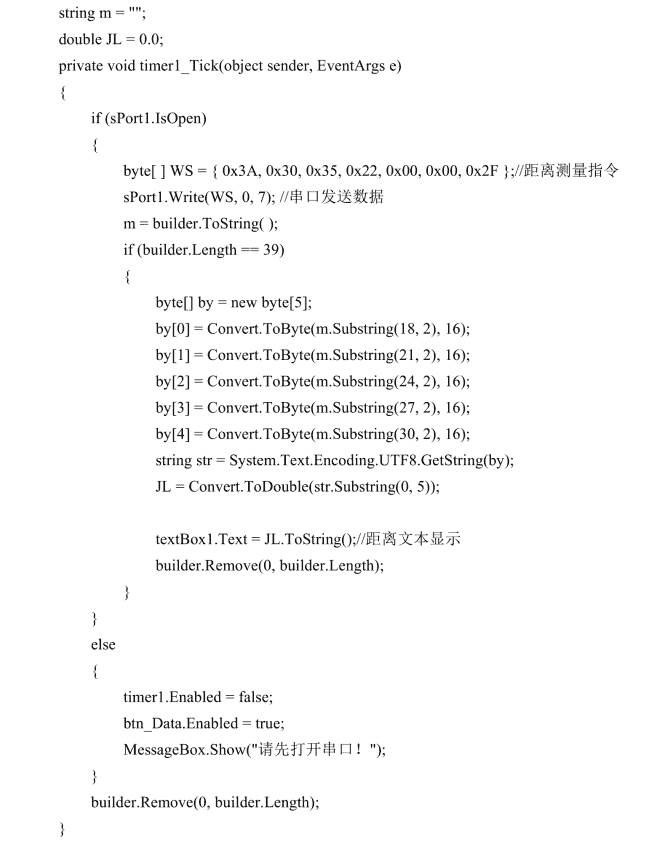 string m = "";
double JL = 0.0;
private void timer1_Tick(object sender, EventArgs e)
{
if (sPort1.IsOpen)
{
byte[ ] WS = { 0x3A, 0x30, 0x35, 0x22, 0x00, 0x00, 0x2F };//距离测量指令
sPort1.Write(WS, 0, 7); //串口发送数据
m = builder.ToString( );
if (builder.Length == 39)
{
byte[] by = new byte[5];
by[0] = Convert.ToByte(m.Substring(18, 2), 16);
by[1] = Convert.ToByte(m.Substring(21, 2), 16);
by[2] = Convert.ToByte(m.Substring(24, 2), 16);
by[3] = Convert.ToByte(m.Substring(27, 2), 16);
by[4] = Convert.ToByte(m.Substring(30, 2), 16);
string str = System.Text.Encoding.UTF8.GetString(by);
JL = Convert.ToDouble(str.Substring(0, 5));
textBox1.Text = JL.ToString();//距离文本显示
builder.Remove(0, builder.Length);
}
}
else
{
timer1.Enabled = false;
btn_Data.Enabled = true;
MessageBox.Show("请先打开串口！");
}
builder.Remove(0, builder.Length);
}